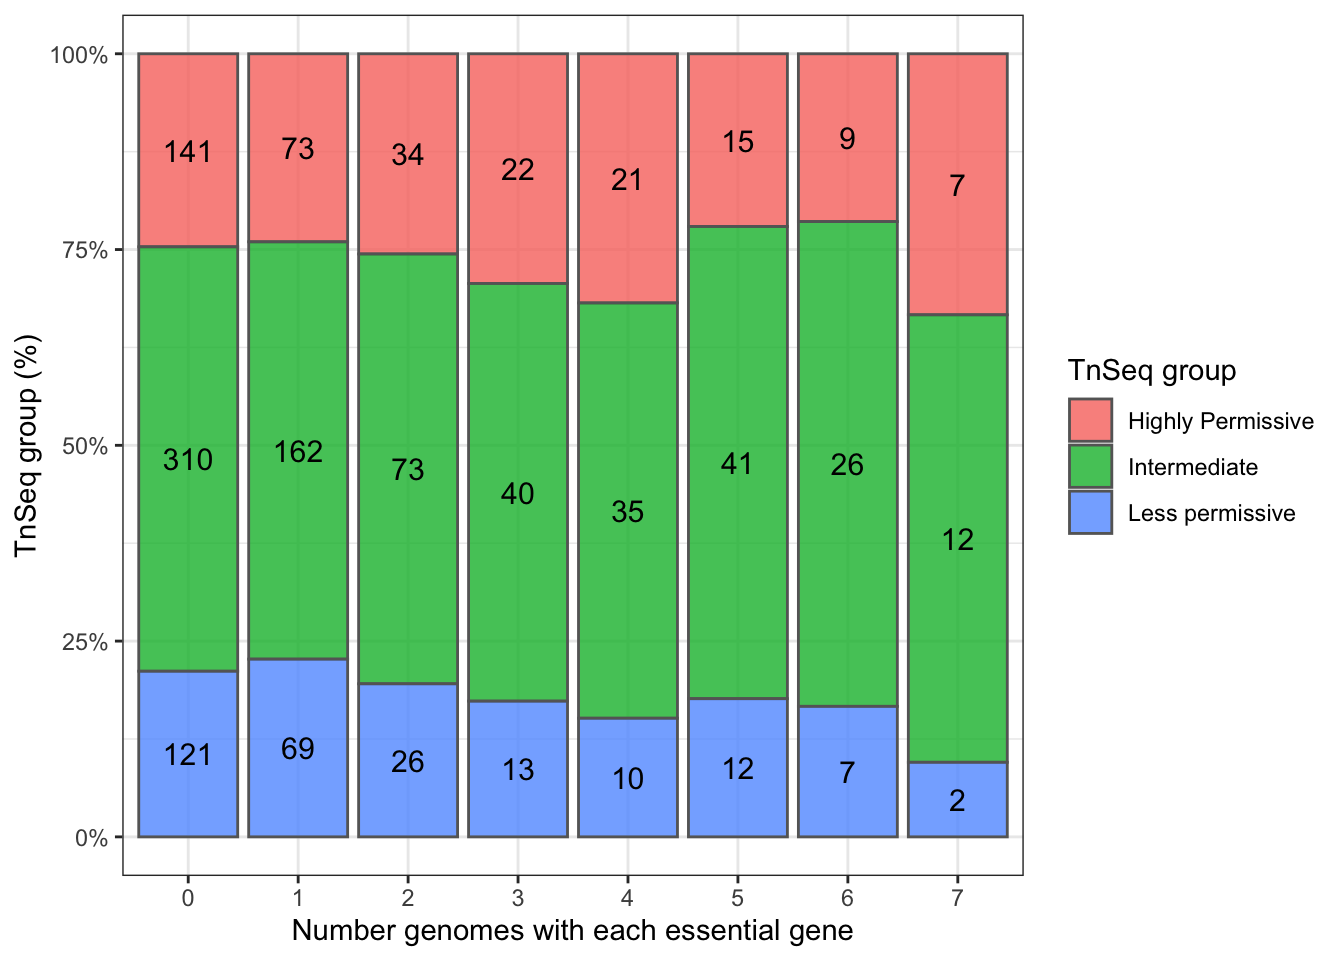 100%
75%
50%
25%
0%
TnSeq group (%)
141 73 34 22 21 15 9 7
310 162 73 40 35 41 26 12
121 69 26 13 10 12 7 2
0 1 2 3 4 5 6 7
Number genomes with each essential gene
TnSeq group
Highly Permissive
Intermediate
Less permissive